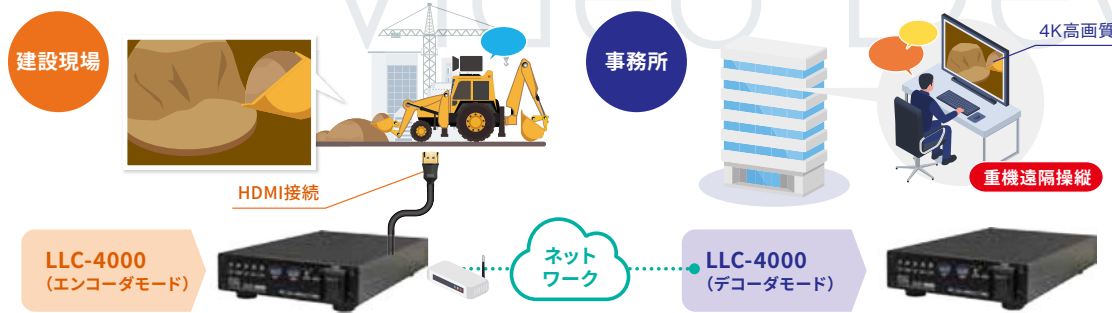 Video De
建設現場
事務所
4K高画質
重機遠隔操縦
HDMI接続
LLC-4000
（エンコーダモード）
ネット
ワーク
LLC-4000
（デコーダモード）